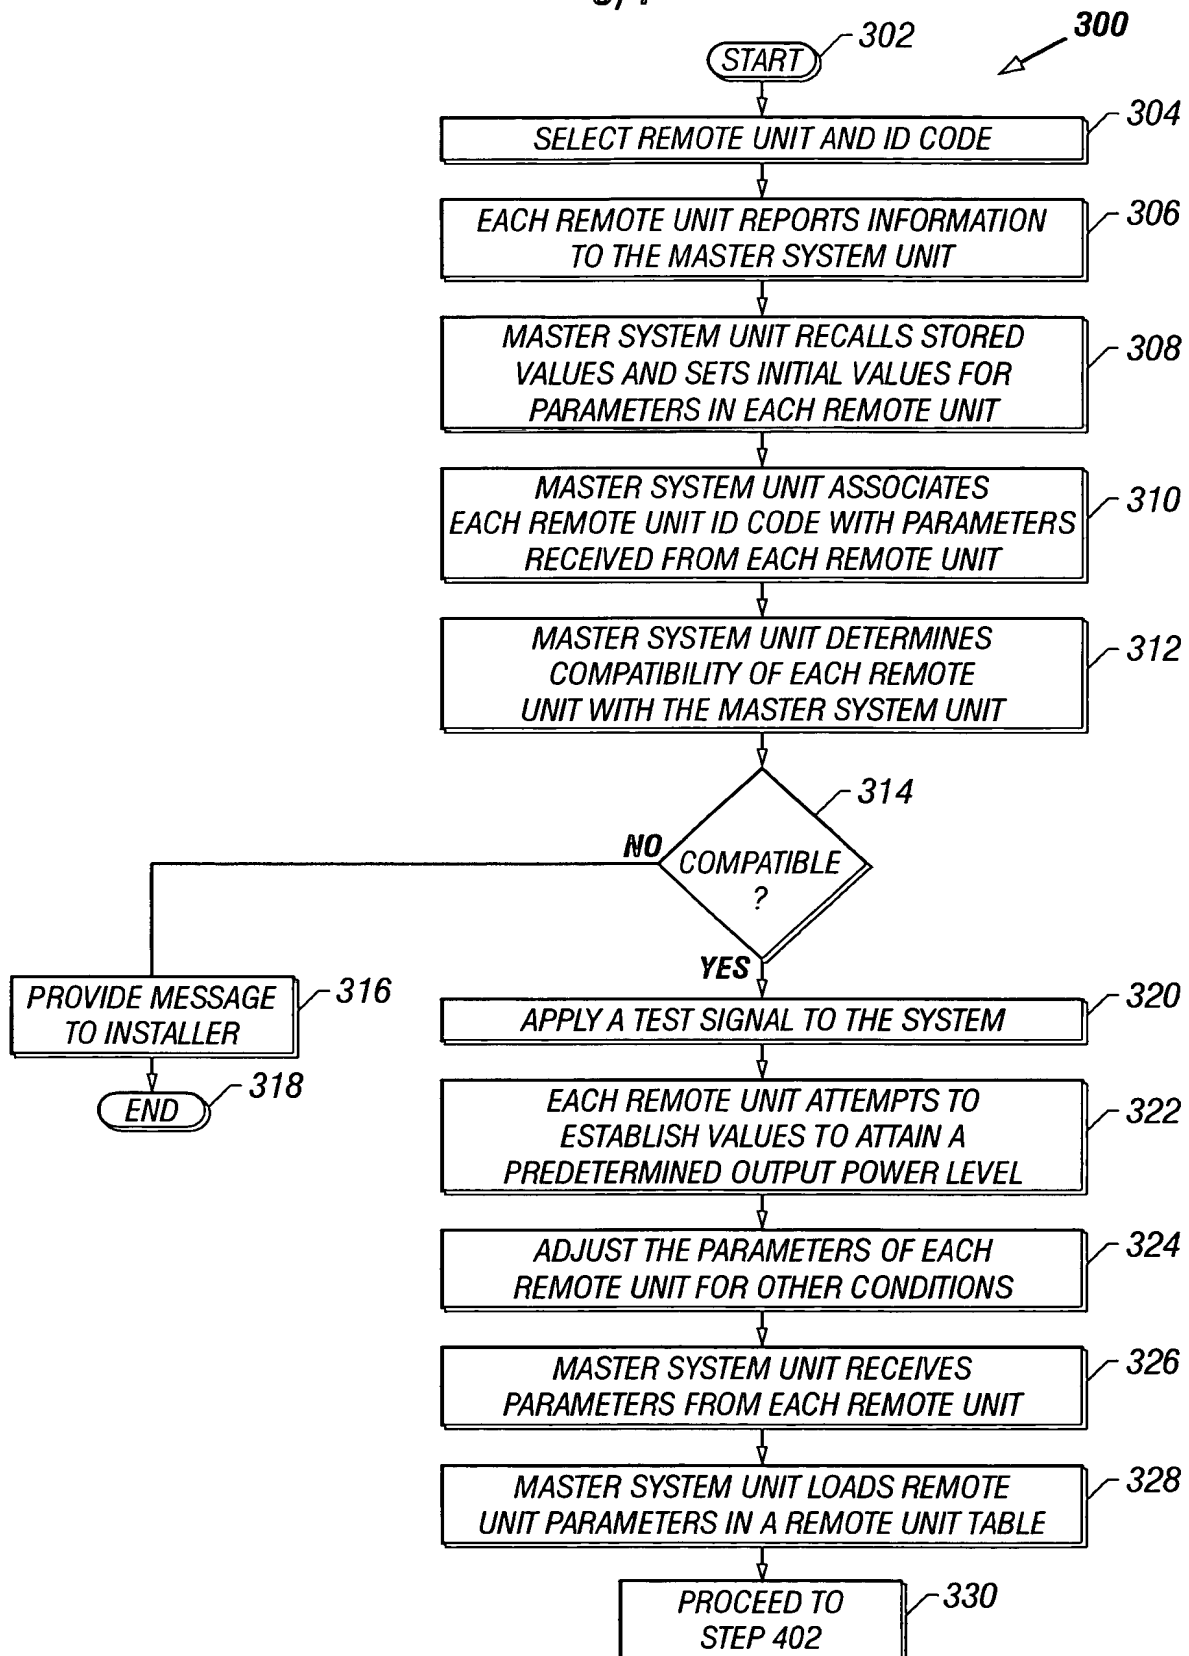 300
START
302
SELECT REMOTE UNIT AND ID CODE
304
EACH REMOTE UNIT REPORTS INFORMATION
TO THE MASTER SYSTEM UNIT
306
MASTER SYSTEM UNIT RECALLS STORED
VALUES AND SETS INITIAL VALUES FOR
PARAMETERS IN EACH REMOTE UNIT
308
MASTER SYSTEM UNIT ASSOCIATES
EACH REMOTE UNIT ID CODE WITH PARAMETERS
RECEIVED FROM EACH REMOTE UNIT
310
MASTER SYSTEM UNIT DETERMINES
COMPATIBILITY OF EACH REMOTE
UNIT WITH THE MASTER SYSTEM UNIT
312
COMPATIBLE
?
314
NO
PROVIDE MESSAGE
TO INSTALLER
316
END
318
YES
APPLY A TEST SIGNAL TO THE SYSTEM
320
EACH REMOTE UNIT ATTEMPTS TO
ESTABLISH VALUES TO ATTAIN A
PREDETERMINED OUTPUT POWER LEVEL
322
ADJUST THE PARAMETERS OF EACH
REMOTE UNIT FOR OTHER CONDITIONS
324
MASTER SYSTEM UNIT RECEIVES
PARAMETERS FROM EACH REMOTE UNIT
326
MASTER SYSTEM UNIT LOADS REMOTE
UNIT PARAMETERS IN A REMOTE UNIT TABLE
328
PROCEED TO
STEP 402
330